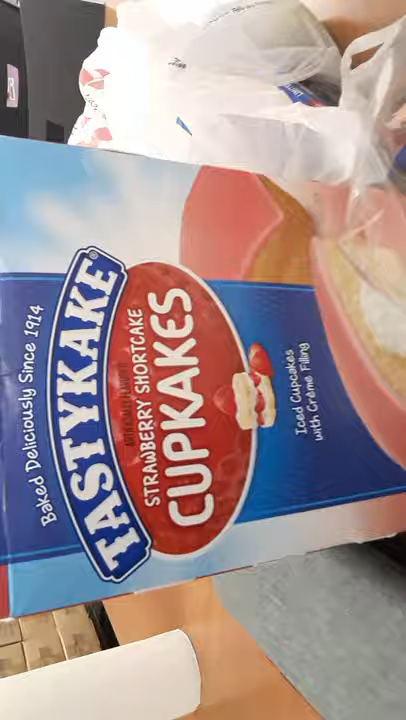 Baked Deliciously Since 1914
TASTYKAKE®
STRAWBERRY SHORTCAKE
CUPKAKES
Iced Cupcakes
with Crème Filling